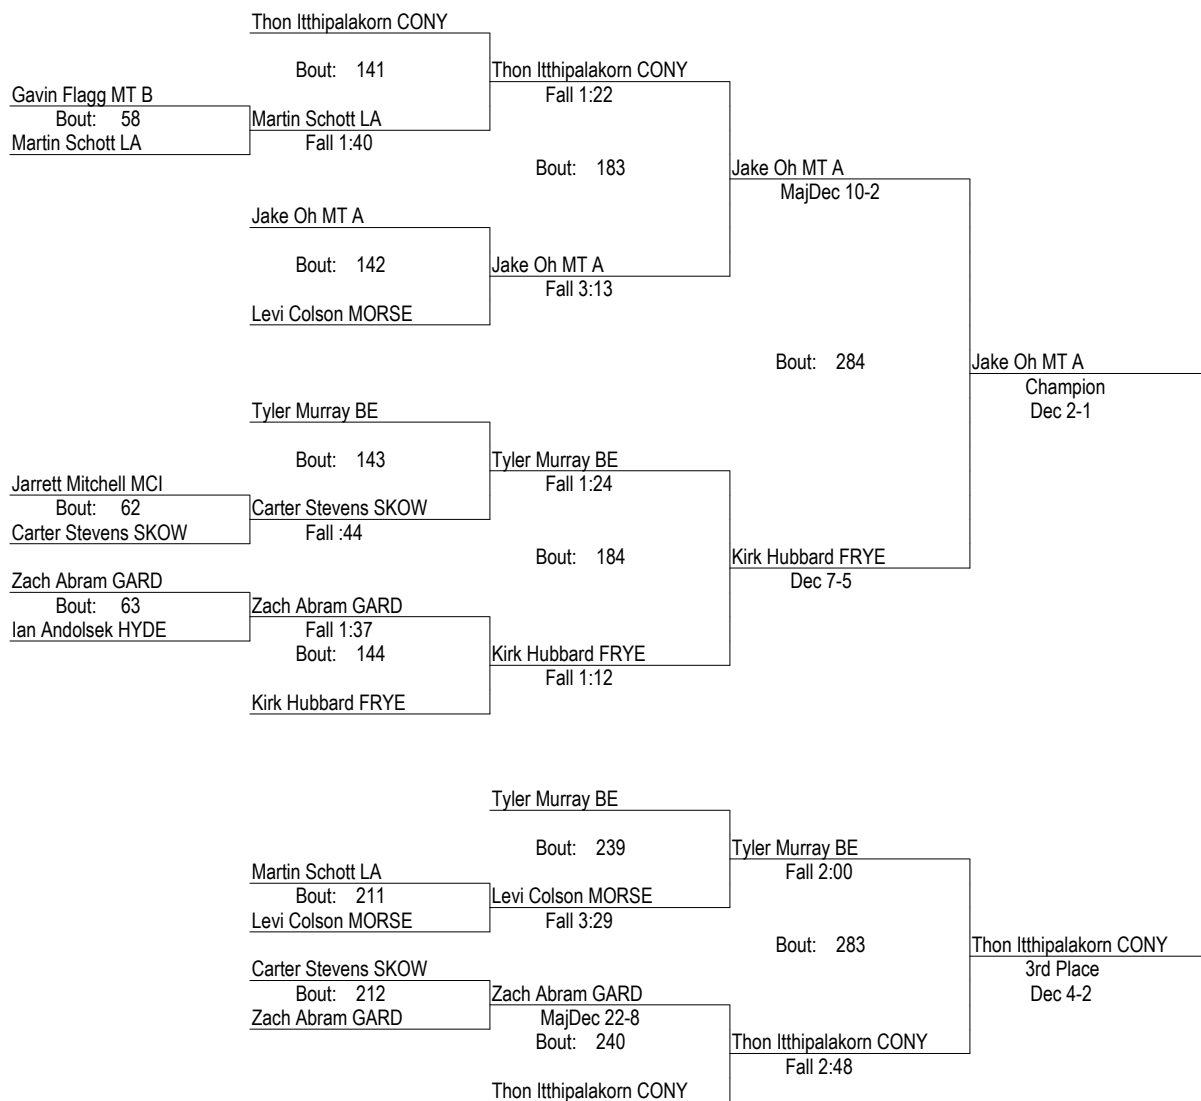 Thon Itthipalakorn CONY
Bout: 141
Thon Itthipalakorn CONY
Fall 1:22
Gavin Flagg MT B
Bout: 58
Martin Schott LA
Martin Schott LA
Fall 1:40
Bout: 183
Jake Oh MT A
MajDec 10-2
Jake Oh MT A
Bout: 142
Jake Oh MT A
Fall 3:13
Levi Colson MORSE
Bout: 284
Jake Oh MT A
Champion
Dec 2-1
Tyler Murray BE
Bout: 143
Tyler Murray BE
Fall 1:24
Jarrett Mitchell MCI
Bout: 62
Carter Stevens SKOW
Carter Stevens SKOW
Fall :44
Bout: 184
Kirk Hubbard FRYE
Dec 7-5
Zach Abram GARD
Bout: 63
Ian Andolsek HYDE
Zach Abram GARD
Fall 1:37
Bout: 144
Kirk Hubbard FRYE
Fall 1:12
Kirk Hubbard FRYE
Tyler Murray BE
Bout: 239
Tyler Murray BE
Fall 2:00
Martin Schott LA
Bout: 211
Levi Colson MORSE
Levi Colson MORSE
Fall 3:29
Bout: 283
Thon Itthipalakorn CONY
3rd Place
Dec 4-2
Carter Stevens SKOW
Bout: 212
Zach Abram GARD
Zach Abram GARD
MajDec 22-8
Bout: 240
Thon Itthipalakorn CONY
Fall 2:48
Thon Itthipalakorn CONY